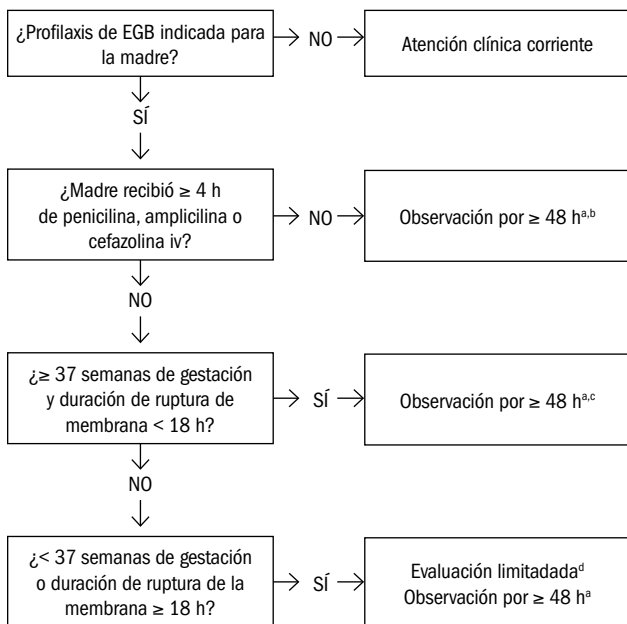 ¿Profilaxis de EGB indicada para
la madre?
NO
Atención clínica corriente
SÍ
¿Madre recibió ≥ 4 h
de penicilina, amplicilina o
cefazolina iv?
NO
Observación por ≥ 48 hᵃ,ᵇ
NO
¿≥ 37 semanas de gestación
y duración de ruptura de
membrana < 18 h?
SÍ
Observación por ≥ 48 hᵃ,ᶜ
NO
¿< 37 semanas de gestación
o duración de ruptura de la
membrana ≥ 18 h?
SÍ
Evaluación limitadadaᵈ
Observación por ≥ 48 hᵃ